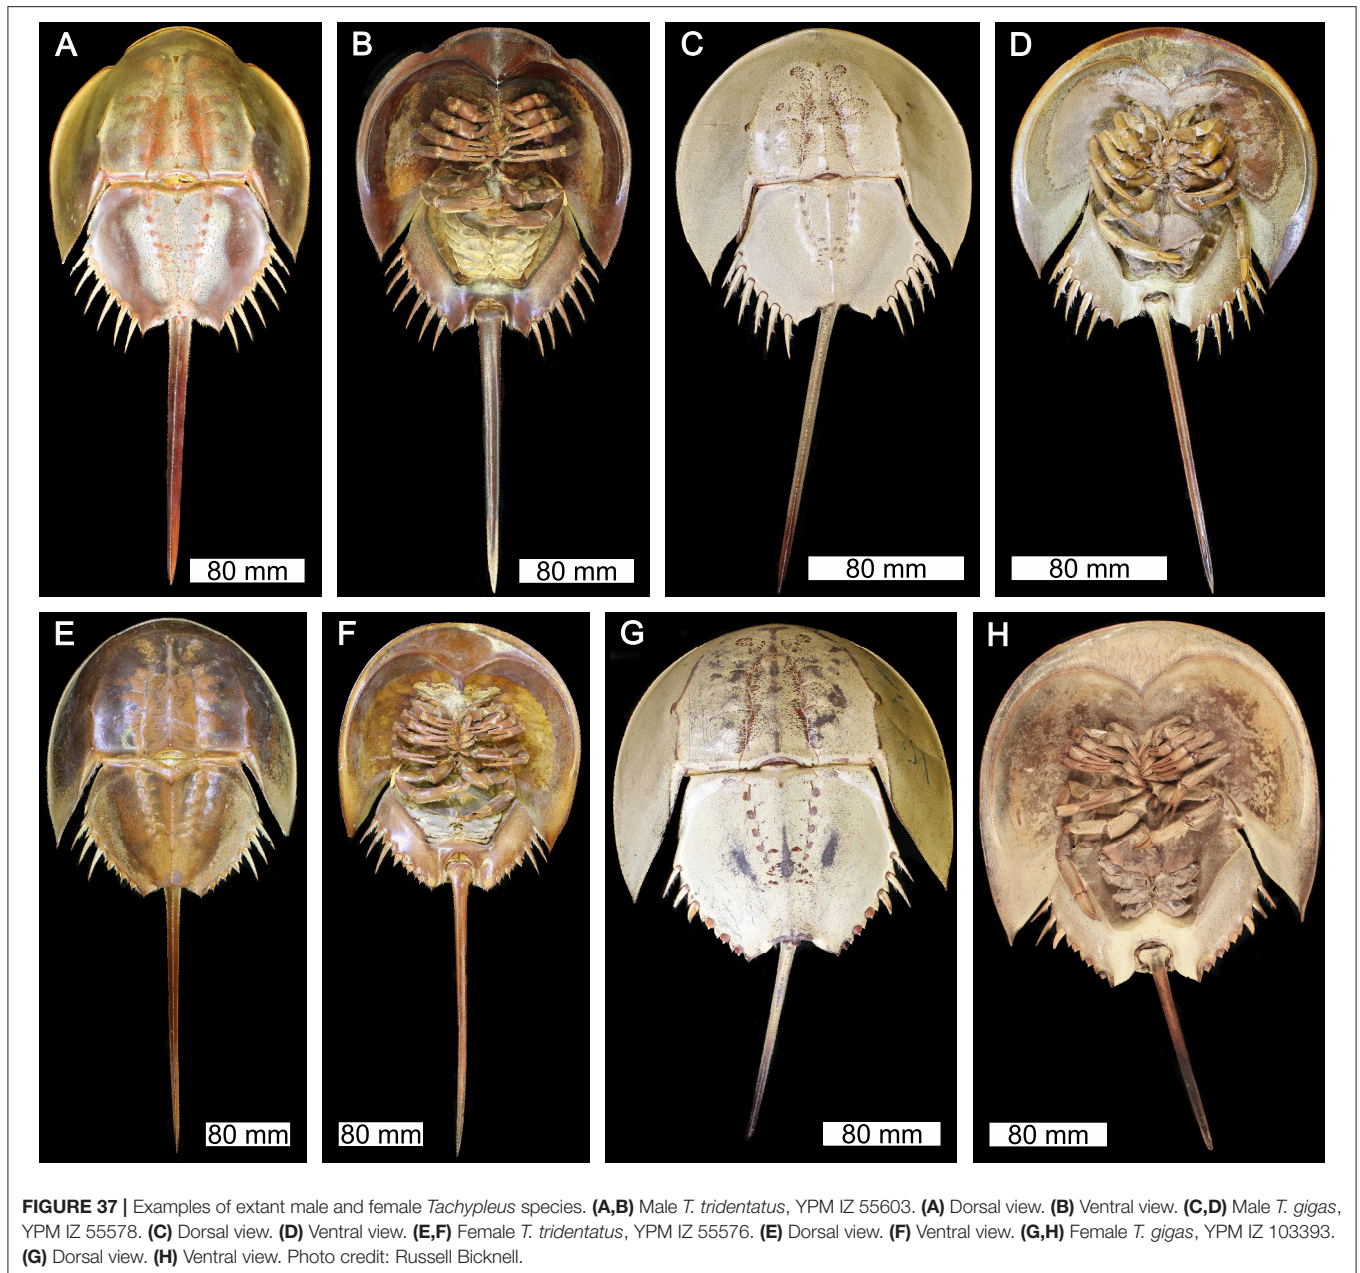 A
B
C
D
80 mm
80 mm
80 mm
80 mm
E
F
G
H
80 mm
80 mm
80 mm
80 mm
FIGURE 37 | Examples of extant male and female Tachypleus species. (A,B) Male T. tridentatus, YPM IZ 55603. (A) Dorsal view. (B) Ventral view. (C,D) Male T. gigas,
YPM IZ 55578. (C) Dorsal view. (D) Ventral view. (E,F) Female T. tridentatus, YPM IZ 55576. (E) Dorsal view. (F) Ventral view. (G,H) Female T. gigas, YPM IZ 103393.
(G) Dorsal view. (H) Ventral view. Photo credit: Russell Bicknell.